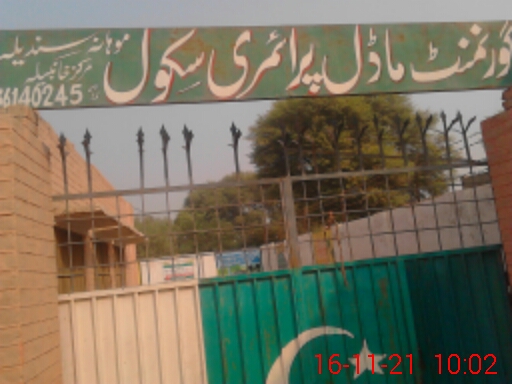 گورنمنٹ ماڈل پرائمری سکول
موہانہ سندیلہ
مرکز خانبیلہ
36140245
16-11-21 10:02